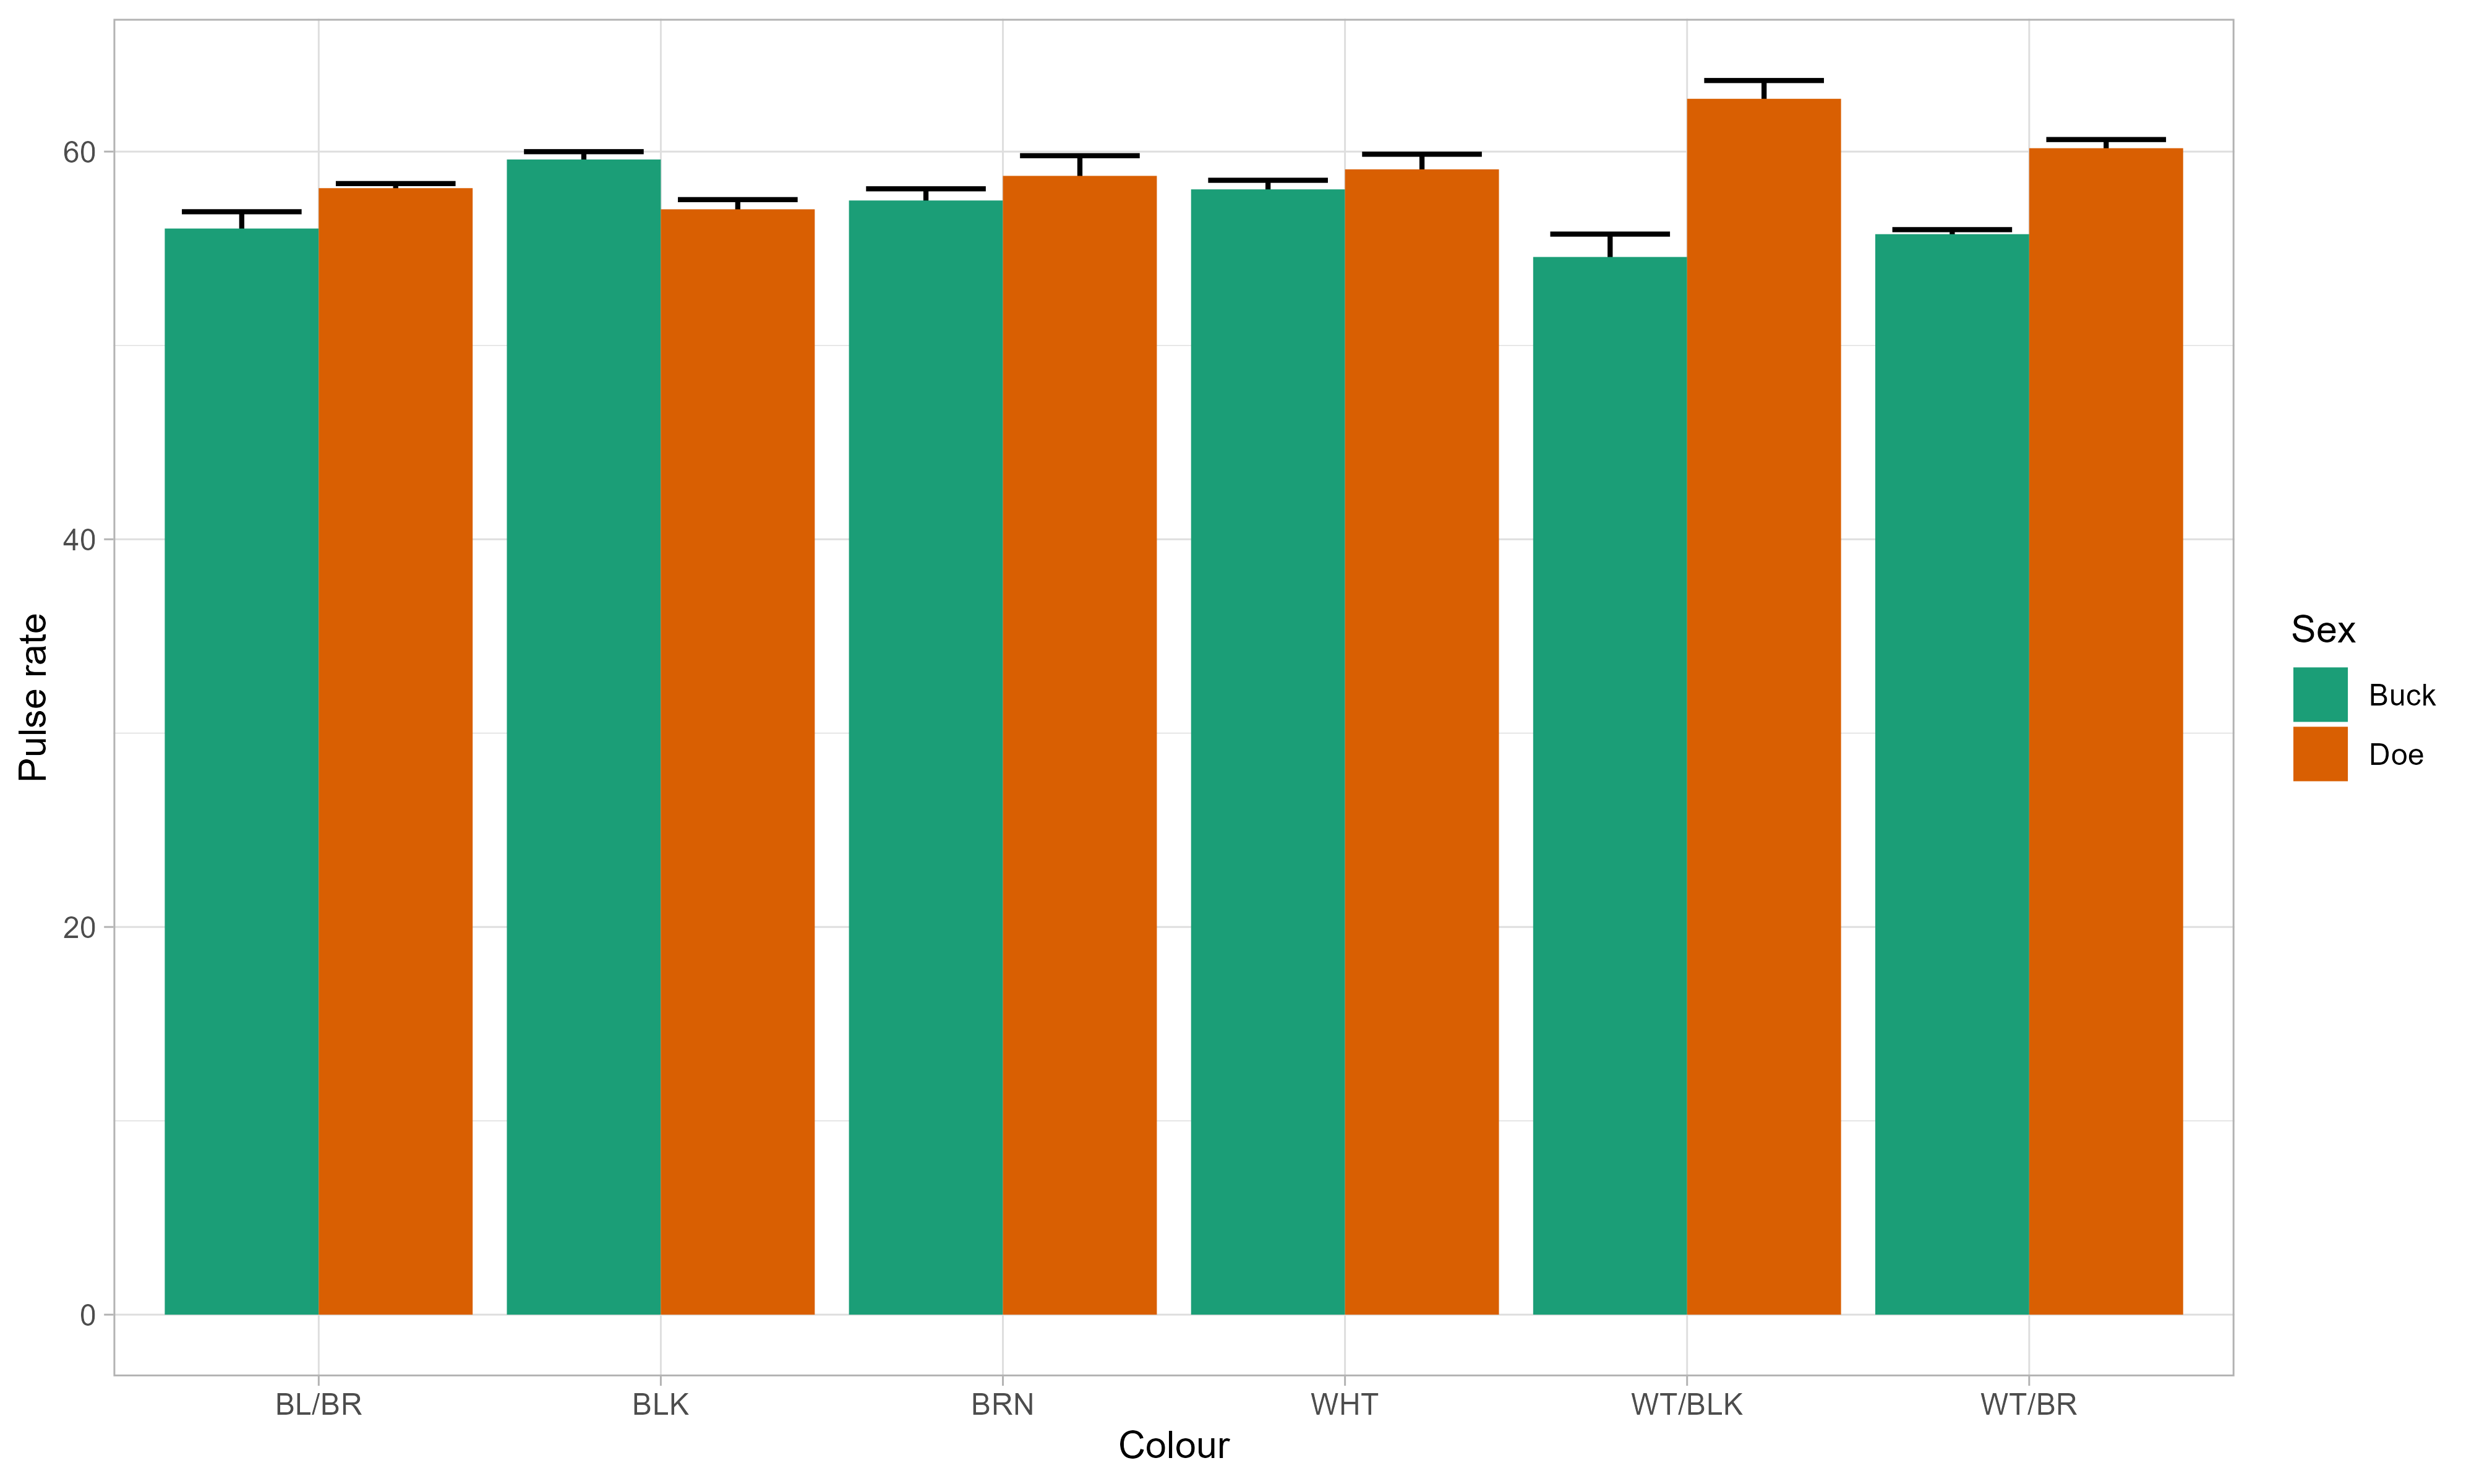 60
40
20
0
Pulse rate
BL/BR
BLK
BRN
WHT
WT/BLK
WT/BR
Colour
Sex
Buck
Doe